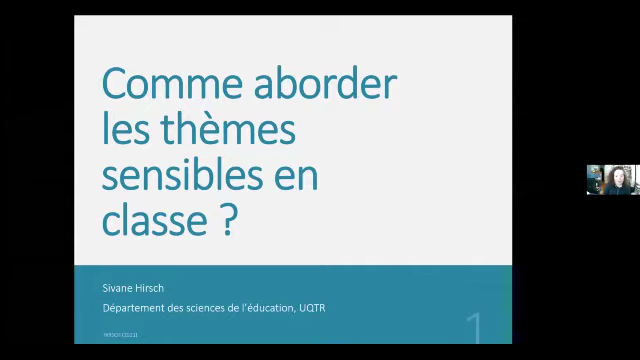 Comme aborder
les thèmes
sensibles en
classe ?
Sivane Hirsch
Département des sciences de l'éducation, UQTR
1